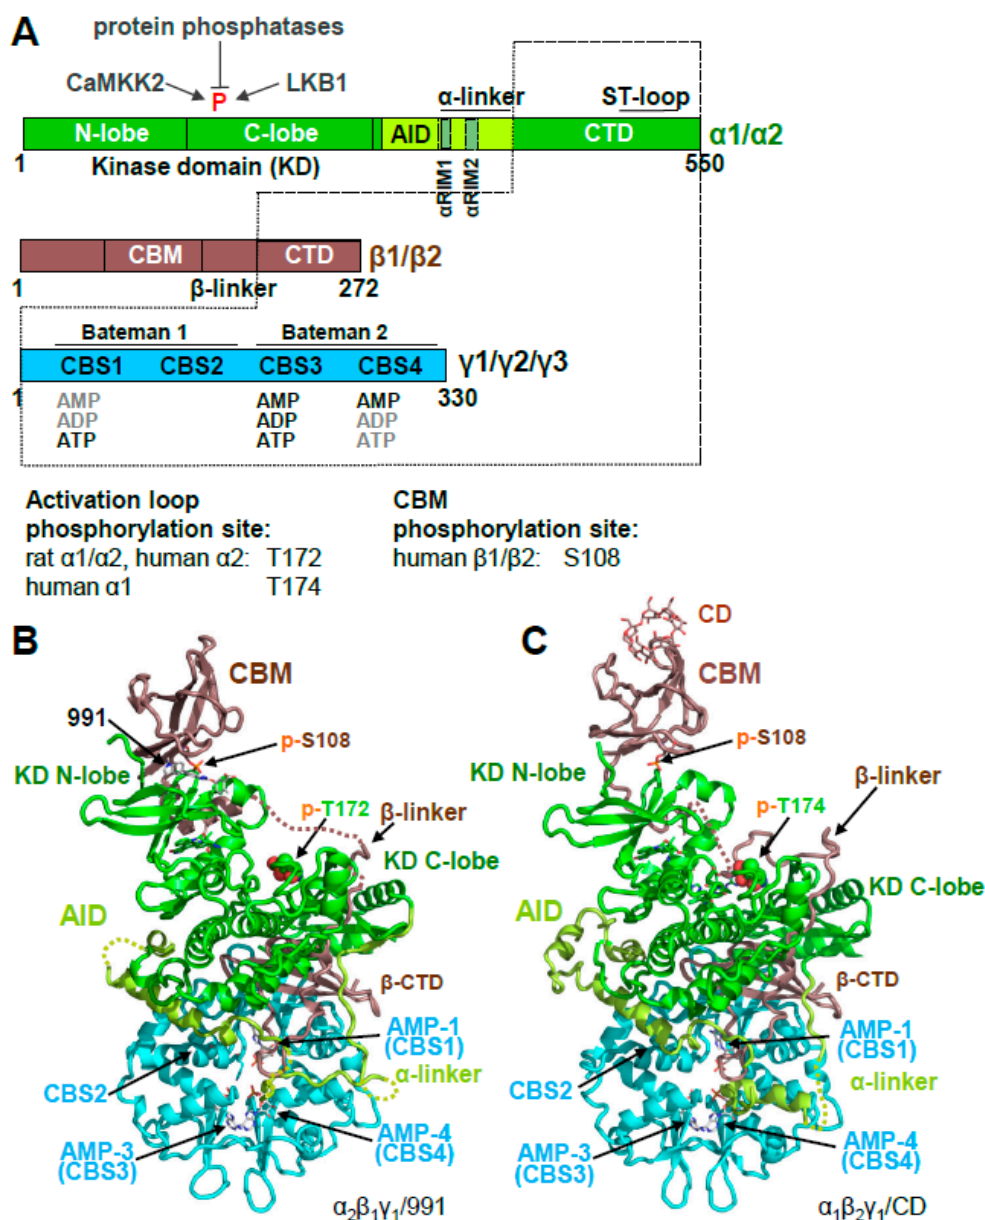 A
protein phosphatases
CaMKK2
P
LKB1
α-linker
ST-loop
N-lobe
C-lobe
AID
CTD
α1/α2
1
Kinase domain (KD)
αRIM1
αRIM2
550
CBM
CTD
β1/β2
1
β-linker
272
Bateman 1
Bateman 2
CBS1
CBS2
CBS3
CBS4
γ1/γ2/γ3
1
330
AMP
ADP
ATP
AMP
ADP
ATP
AMP
ADP
ATP
Activation loop
phosphorylation site:
rat α1/α2, human α2: T172
human α1 T174
CBM
phosphorylation site:
human β1/β2: S108
B
CBM
991
p-S108
KD N-lobe
p-T172
β-linker
KD C-lobe
AID
β-CTD
AMP-1
(CBS1)
CBS2
α-linker
AMP-3
(CBS3)
AMP-4
(CBS4)
α2β1γ1/991
C
CD
CBM
p-S108
KD N-lobe
β-linker
p-T174
KD C-lobe
AID
β-CTD
AMP-1
(CBS1)
CBS2
α-linker
AMP-3
(CBS3)
AMP-4
(CBS4)
α1β2γ1/CD